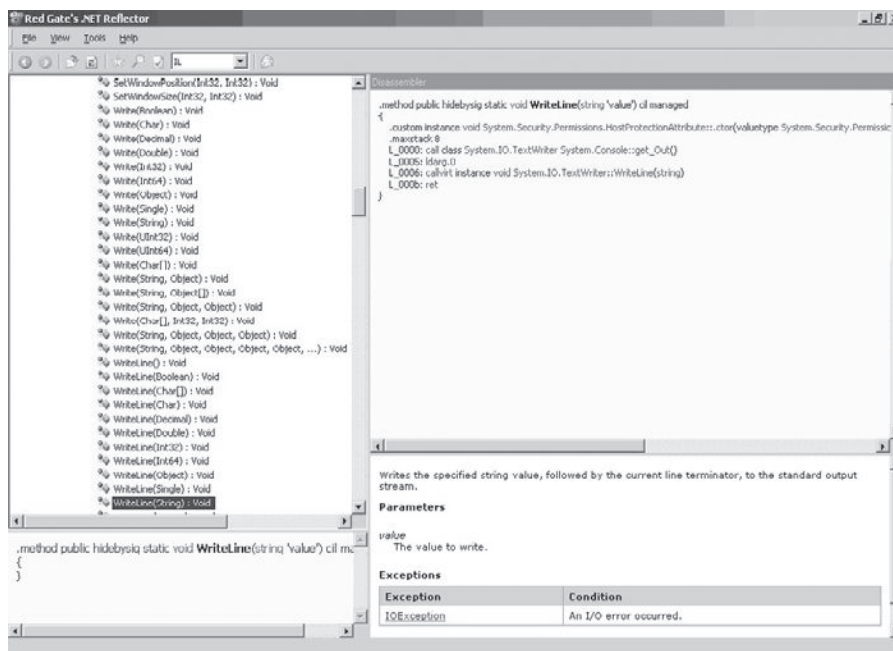 Red Gate's .NET Reflector
File View Tools Help
IL
SetWindowPosition(Int32, Int32) : Void
SetWindowSize(Int32, Int32) : Void
Write(Boolean) : Void
Write(Char) : Void
Write(Decimal) : Void
Write(Double) : Void
Write(Int32) : Void
Write(Int64) : Void
Write(Object) : Void
Write(Single) : Void
Write(String) : Void
Write(UInt32) : Void
Write(UInt64) : Void
Write(Char[]) : Void
Write(String, Object) : Void
Write(String, Object[]) : Void
Write(String, Object, Object) : Void
Write(Char[], Int32, Int32) : Void
Write(String, Object, Object, Object) : Void
Write(String, Object, Object, Object, Object, ...) : Void
WriteLine() : Void
WriteLine(Boolean) : Void
WriteLine(Char[]) : Void
WriteLine(Char) : Void
WriteLine(Decimal) : Void
WriteLine(Double) : Void
WriteLine(Int32) : Void
WriteLine(Int64) : Void
WriteLine(Object) : Void
WriteLine(Single) : Void
WriteLine(String) : Void
.method public hidebysig static void WriteLine(string 'value') cil ma
{
}
Disassembler
.method public hidebysig static void WriteLine(string 'value') cil managed
{
.custom instance void System.Security.Permissions.HostProtectionAttribute::.ctor(valuetype System.Security.Permissic
.maxstack 8
L_0000: call class System.IO.TextWriter System.Console::get_Out()
L_0005: ldarg.0
L_0006: callvirt instance void System.IO.TextWriter::WriteLine(string)
L_000b: ret
}
Writes the specified string value, followed by the current line terminator, to the standard output
stream.
Parameters
value
The value to write.
Exceptions
Exception Condition
IOException An I/O error occurred.